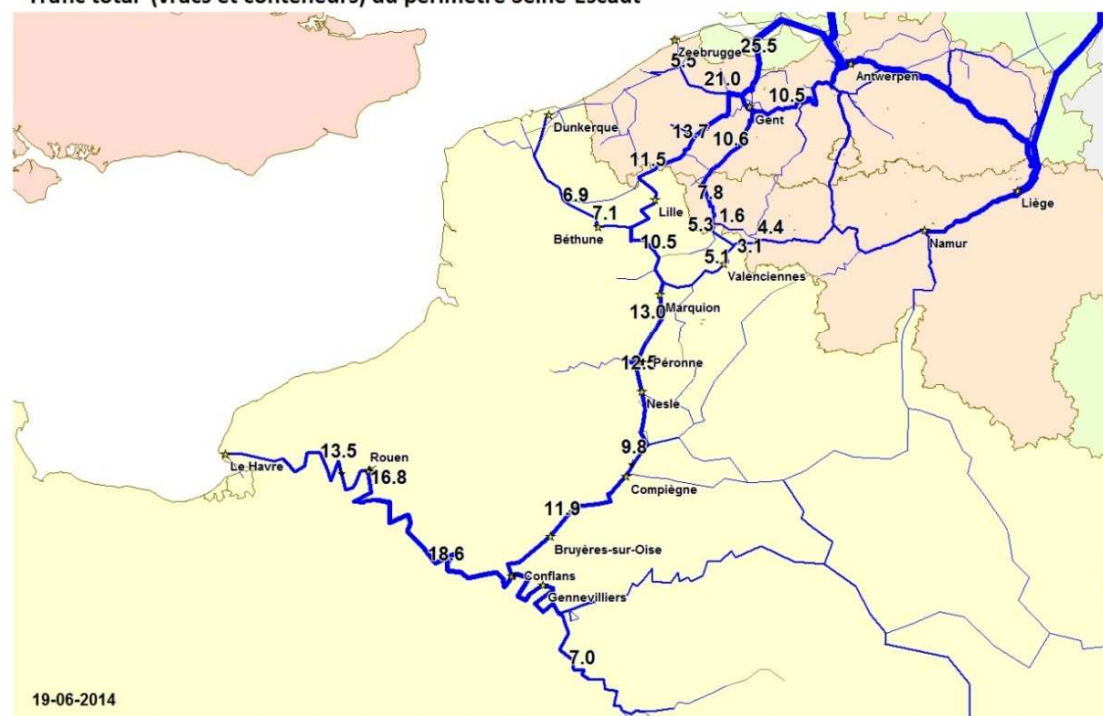 Trafic total (vracs et conteneurs) du périmètre Seine-Escaut
Zeebrugge
25.5
5.5
Antwerpen
21.0
10.5
Gent
Dunkerque
13.7
10.6
11.5
6.9
7.8
Liège
Lille
7.1
1.6
5.3
4.4
Béthune
Namur
10.5
3.1
5.1
Valenciennes
Marquion
13.0
12.5
Péronne
Nesle
9.8
13.5
Rouen
Le Havre
16.8
Compiègne
11.9
Bruyères-sur-Oise
18.6
Conflans
Gennevilliers
7.0
19-06-2014